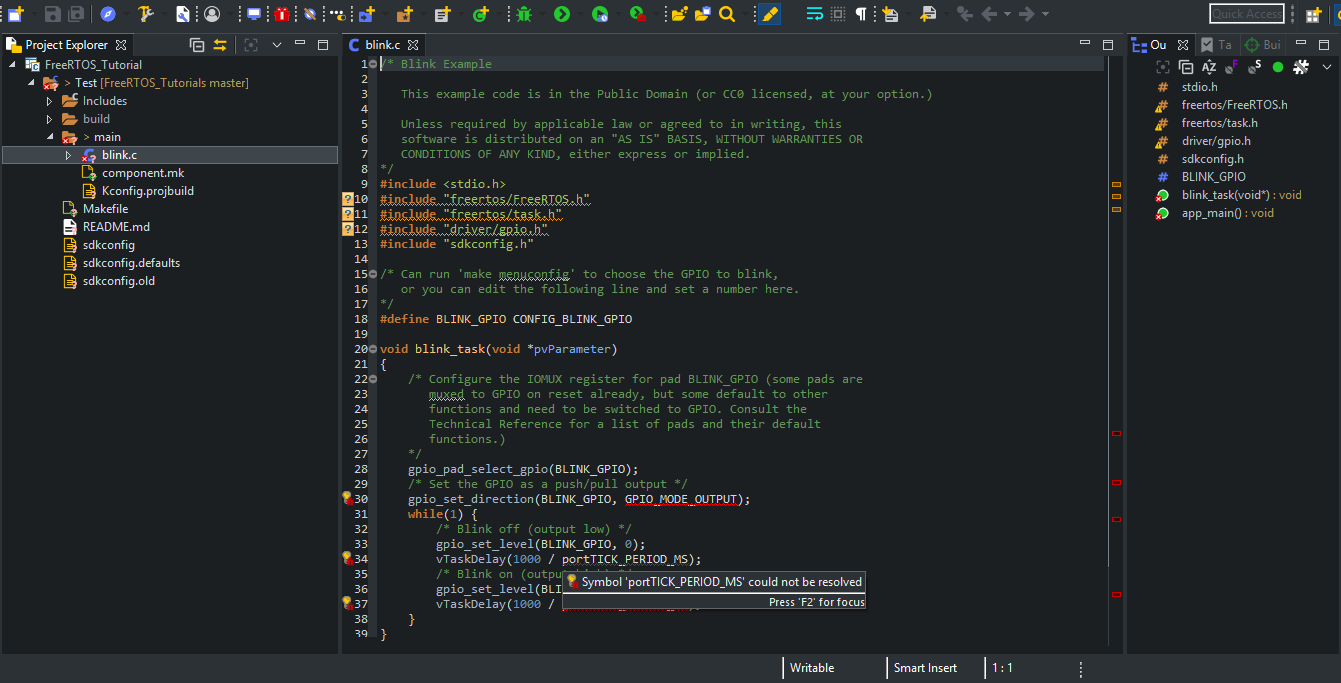 Quick Access
Project Explorer
FreeRTOS_Tutorial
> Test [FreeRTOS_Tutorials master]
Includes
build
> main
blink.c
component.mk
Kconfig.projbuild
Makefile
README.md
sdkconfig
sdkconfig.defaults
sdkconfig.old
blink.c
1 /* Blink Example
2
3 This example code is in the Public Domain (or CC0 licensed, at your option.)
4
5 Unless required by applicable law or agreed to in writing, this
6 software is distributed on an "AS IS" BASIS, WITHOUT WARRANTIES OR
7 CONDITIONS OF ANY KIND, either express or implied.
8 */
9 #include <stdio.h>
10 #include "freertos/FreeRTOS.h"
11 #include "freertos/task.h"
12 #include "driver/gpio.h"
13 #include "sdkconfig.h"
14
15 /* Can run 'make menuconfig' to choose the GPIO to blink,
16 or you can edit the following line and set a number here.
17 */
18 #define BLINK_GPIO CONFIG_BLINK_GPIO
19
20 void blink_task(void *pvParameter)
21 {
22 /* Configure the IOMUX register for pad BLINK_GPIO (some pads are
23 muxed to GPIO on reset already, but some default to other
24 functions and need to be switched to GPIO. Consult the
25 Technical Reference for a list of pads and their default
26 functions.)
27 */
28 gpio_pad_select_gpio(BLINK_GPIO);
29 /* Set the GPIO as a push/pull output */
30 gpio_set_direction(BLINK_GPIO, GPIO_MODE_OUTPUT);
31 while(1) {
32 /* Blink off (output low) */
33 gpio_set_level(BLINK_GPIO, 0);
34 vTaskDelay(1000 / portTICK_PERIOD_MS);
35 /* Blink on (outpu
36 gpio_set_level(BLI
37 vTaskDelay(1000 /
38 }
39 }
Symbol 'portTICK_PERIOD_MS' could not be resolved
Press 'F2' for focus
Ou
Ta
Bui
stdio.h
freertos/FreeRTOS.h
freertos/task.h
driver/gpio.h
sdkconfig.h
BLINK_GPIO
blink_task(void*) : void
app_main() : void
Writable
Smart Insert
1 : 1